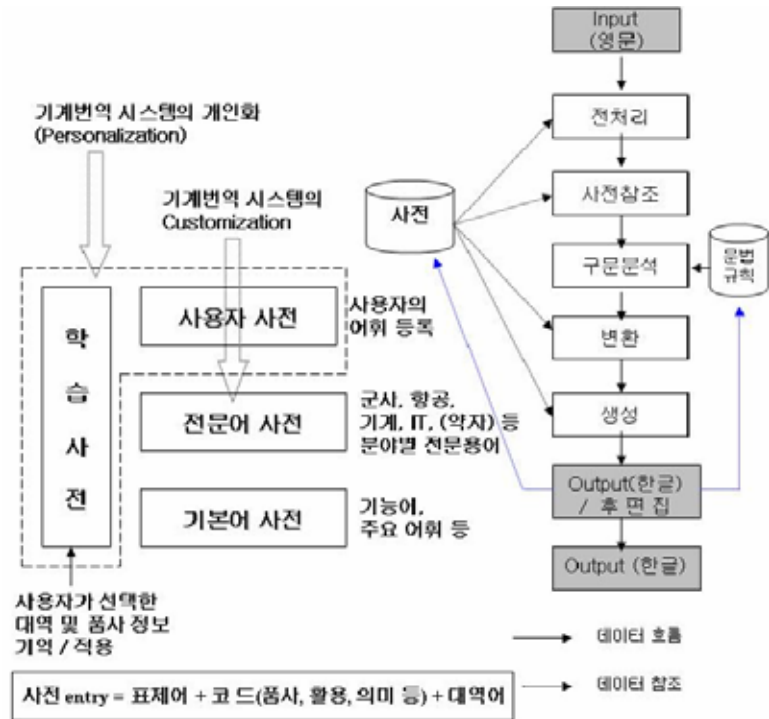 기계번역 시스템의 개인화
(Personalization)
기계번역 시스템의
Customization
학
습
사
전
사용자 사전
사용자의
어휘 등록
전문어 사전
군사, 항공,
기계, IT, (약자) 등
분야별 전문용어
기본어 사전
기능어,
주요 어휘 등
사용자가 선택한
대역 및 품사 정보
기억 / 적용
사전 entry = 표제어 + 코드(품사, 활용, 의미 등) + 대역어
Input
(영문)
전처리
사전
사전참조
구문분석
문법
규칙
변환
생성
Output(한글)
/ 후편집
Output (한글)
데이터 흐름
데이터 참조